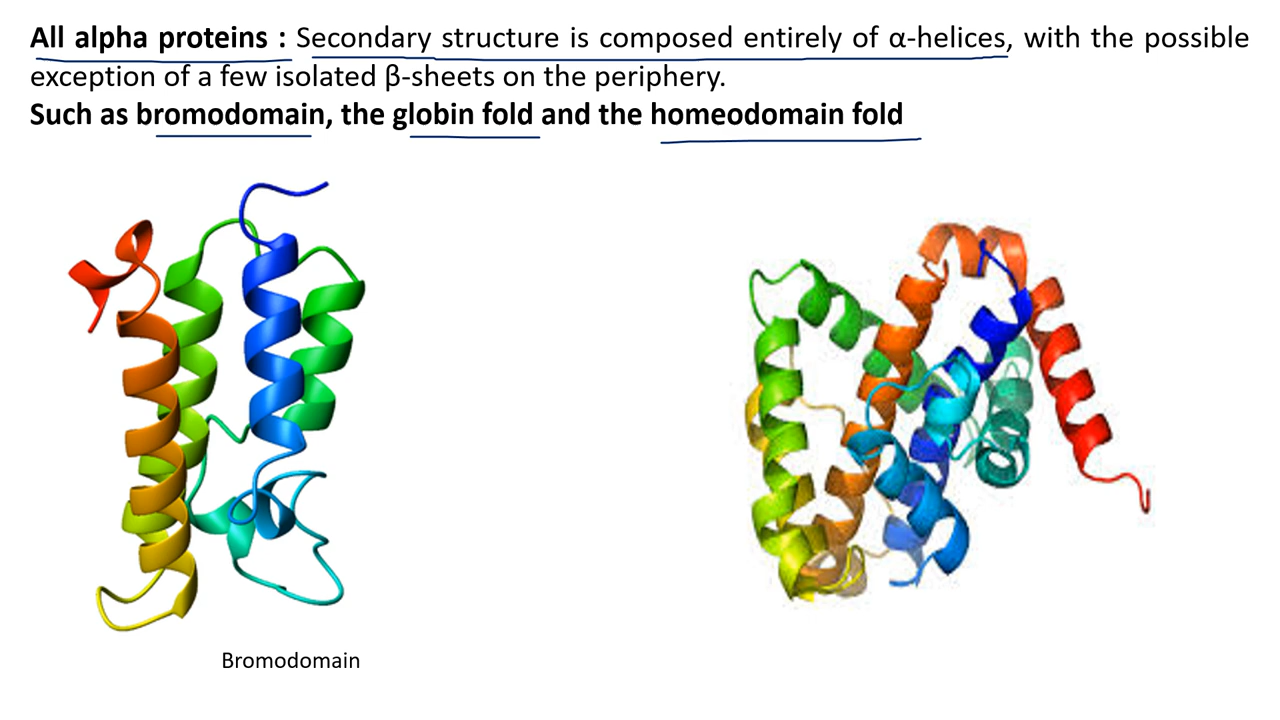 All alpha proteins : Secondary structure is composed entirely of α-helices, with the possible
exception of a few isolated β-sheets on the periphery.
Such as bromodomain, the globin fold and the homeodomain fold
Bromodomain